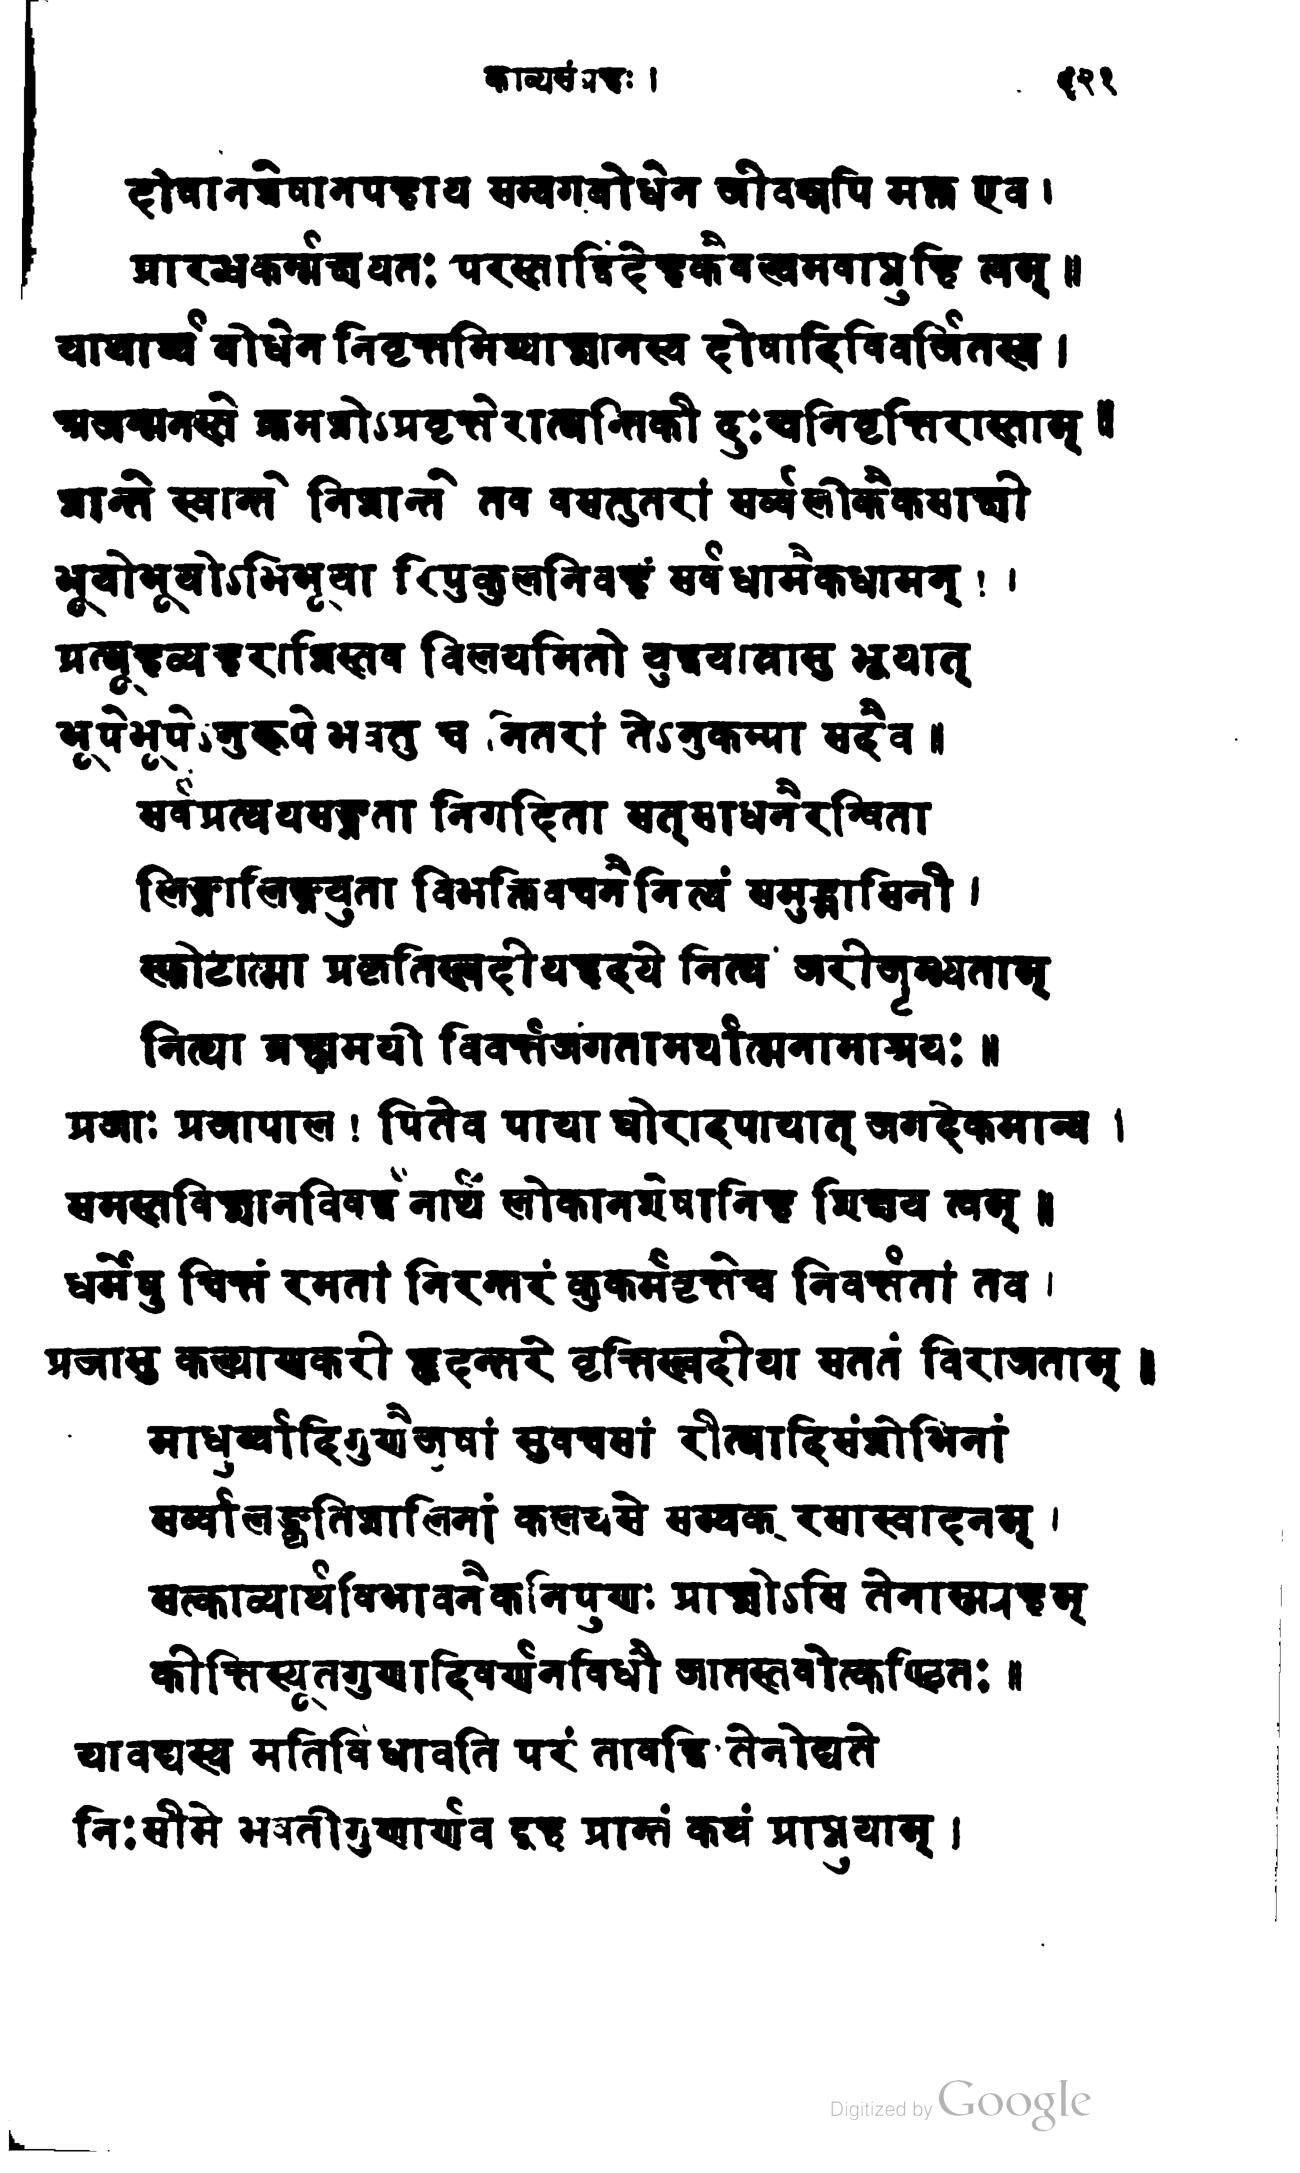 काव्यसंग्रहः । ५२१
दोषानशेषानपहाय सम्यगबोधेन जीवन्नपि मुक्त एव ।
प्रारब्धकर्म्मक्षयतः परस्ताद्विदेहकैवल्यमवाप्नुहि त्वम् ॥
याथार्थ्य बोधेन निवृत्तमिथ्याज्ञानस्य दोषादिविवर्जितस्य ।
अजन्मनस्ते क्रमशोऽप्रवृत्तेरात्यन्तिकी दुःखनिवृत्तिरास्ताम् ॥
शान्ते स्वान्ते निशान्ते तव वसतुतरां सर्व्वलोकैकसाक्षी
भूयोभूयोऽभिभूया रिपुकुलनिवहं सर्वधामैकधामन् ! ।
प्रत्यूहव्यूहराशिस्तव विलयमितो युद्धयात्रासु भूयात्
भूपेभूपेऽनुरूपे भवतु च नितरां तेऽनुकम्पा सदैव ॥
सर्वप्रत्ययसङ्गता निगदिता सत्साधनैरन्विता
लिङ्गालिङ्गयुता विभक्तिवचनैर्नित्यं समुद्भासिनी ।
स्फोटात्मा प्रकृतिस्त्वदीयहृदये नित्यं जरीजृम्भ्यताम्
नित्या ब्रह्ममयी विवर्त्तजगतामर्थात्मनामाश्रयः ॥
प्रजाः प्रजापाल ! पितेव पाया घोरादपायात् जगदेकमान्य ।
समस्तविज्ञानविवर्द्धनार्थं लोकानशेषानिह शिक्षय त्वम् ॥
धर्मेषु चित्तं रमतां निरन्तरं कुकर्मवृत्तेश्च निवर्त्ततां तव ।
प्रजासु कल्याणकरी हृदन्तरे वृत्तिस्त्वदीया सततं विराजताम् ॥
माधुर्य्यादिगुणैर्जुषां सुवचसां रीत्यादिसंशोभिनां
सर्व्वालङ्कृतिशालिनां कलयसे सम्यक् रसास्वादनम् ।
सत्काव्यार्थविभावनैकनिपुणः प्राज्ञोऽसि तेनास्म्यहम्
कीर्त्तिस्यूतगुणादिवर्णनविधौ जातस्तवोत्कण्ठितः ॥
यावद्यस्य मतिर्विधावति परं तावद्धि तेनोद्यते
निःसीमे भवतीगुणार्णव इह प्रान्तं कथं प्राप्नुयाम् ।
Digitized by Google